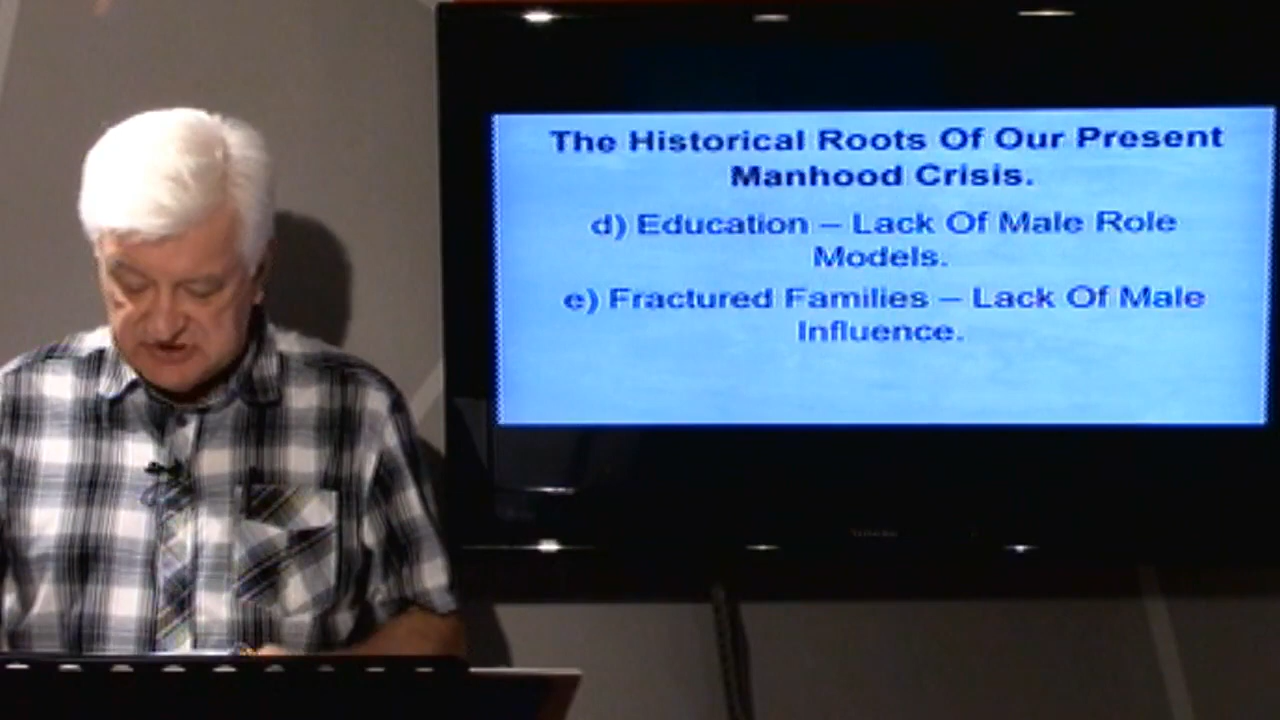 The Historical Roots Of Our Present
Manhood Crisis.
d) Education – Lack Of Male Role
Models.
e) Fractured Families – Lack Of Male
Influence.